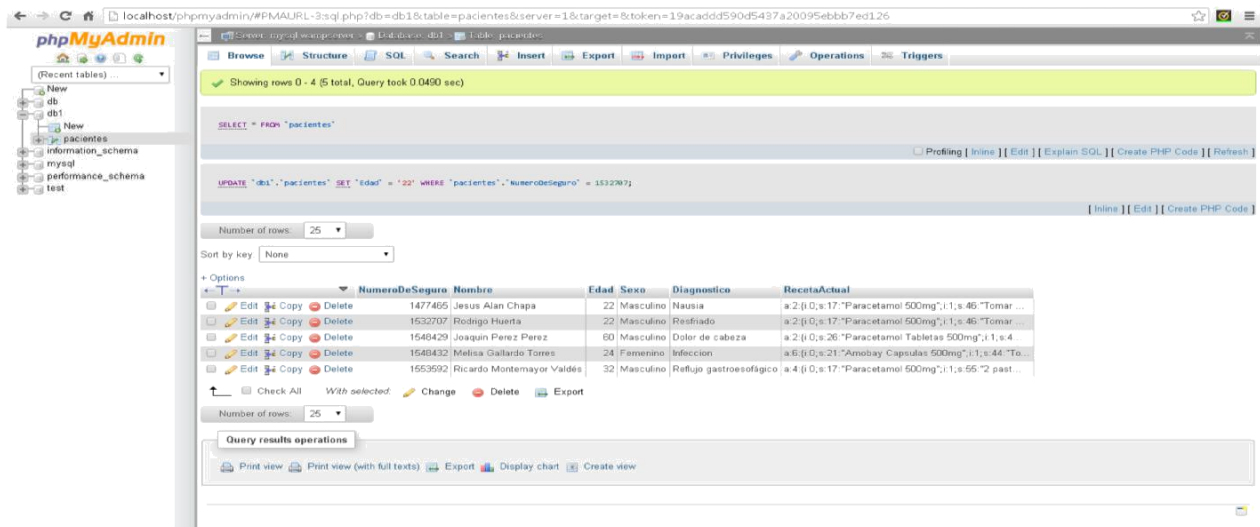 localhost/phpmyadmin/#PMAURL-3:sql.php?db=db1&table=pacientes&server=1&target=&token=19acaddd590d5437a20095ebbb7ed126
phpMyAdmin
(Recent tables) ...
New
db
db1
New
pacientes
information_schema
mysql
performance_schema
test
Server: mysql wampserver » Database: db1 » Table: pacientes
Browse Structure SQL Search Insert Export Import Privileges Operations Triggers
Showing rows 0 - 4 (5 total, Query took 0.0490 sec)
SELECT * FROM `pacientes`
Profiling [ Inline ] [ Edit ] [ Explain SQL ] [ Create PHP Code ] [ Refresh ]
UPDATE `db1`.`pacientes` SET `Edad` = '22' WHERE `pacientes`.`NumeroDeSeguro` = 1532707;
[ Inline ] [ Edit ] [ Create PHP Code ]
Number of rows: 25
Sort by key: None
+ Options
←T→ NumeroDeSeguro Nombre Edad Sexo Diagnostico RecetaActual
Edit Copy Delete 1477465 Jesus Alan Chapa 22 Masculino Nausia a:2:{i:0;s:17:"Paracetamol 500mg";i:1;s:46:"Tomar ...
Edit Copy Delete 1532707 Rodrigo Huerta 22 Masculino Resfriado a:2:{i:0;s:17:"Paracetamol 500mg";i:1;s:46:"Tomar ...
Edit Copy Delete 1548429 Joaquin Perez Perez 60 Masculino Dolor de cabeza a:2:{i:0;s:26:"Paracetamol Tabletas 500mg";i:1;s:4...
Edit Copy Delete 1548432 Melisa Gallardo Torres 24 Femenino Infeccion a:6:{i:0;s:21:"Amobay Capsulas 500mg";i:1;s:44:"To...
Edit Copy Delete 1553592 Ricardo Montemayor Valdés 32 Masculino Reflujo gastroesofágico a:4:{i:0;s:17:"Paracetamol 500mg";i:1;s:55:"2 past...
Check All With selected: Change Delete Export
Number of rows: 25
Query results operations
Print view Print view (with full texts) Export Display chart Create view